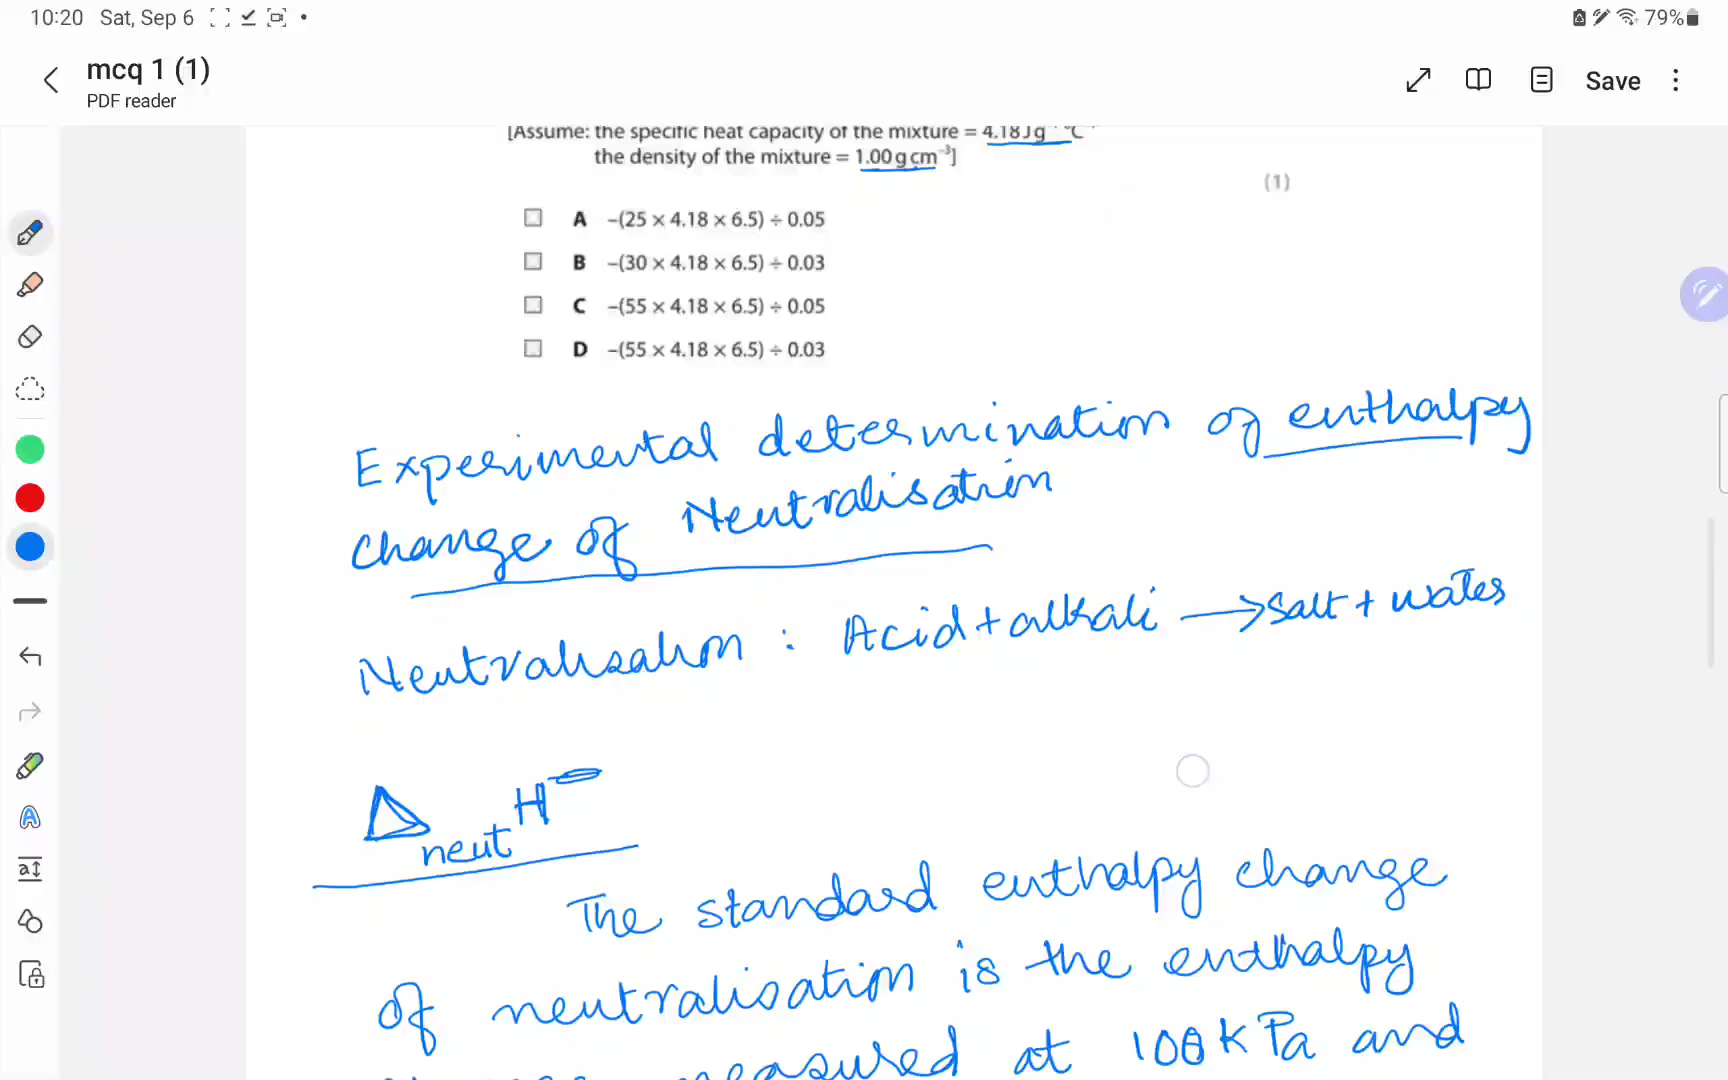 10:20 Sat, Sep 6 79%
mcq 1 (1)
PDF reader
Save
[Assume: the specific heat capacity of the mixture = 4.18 J g °C
the density of the mixture = 1.00 g cm⁻³]
(1)
A –(25 × 4.18 × 6.5) ÷ 0.05
B –(30 × 4.18 × 6.5) ÷ 0.03
C –(55 × 4.18 × 6.5) ÷ 0.05
D –(55 × 4.18 × 6.5) ÷ 0.03
Experimental determination of enthalpy
change of Neutralisation
Neutralisation : Acid + alkali → salt + water
Δneut H⊖
The standard enthalpy change
of neutralisation is the enthalpy
measured at 100 kPa and